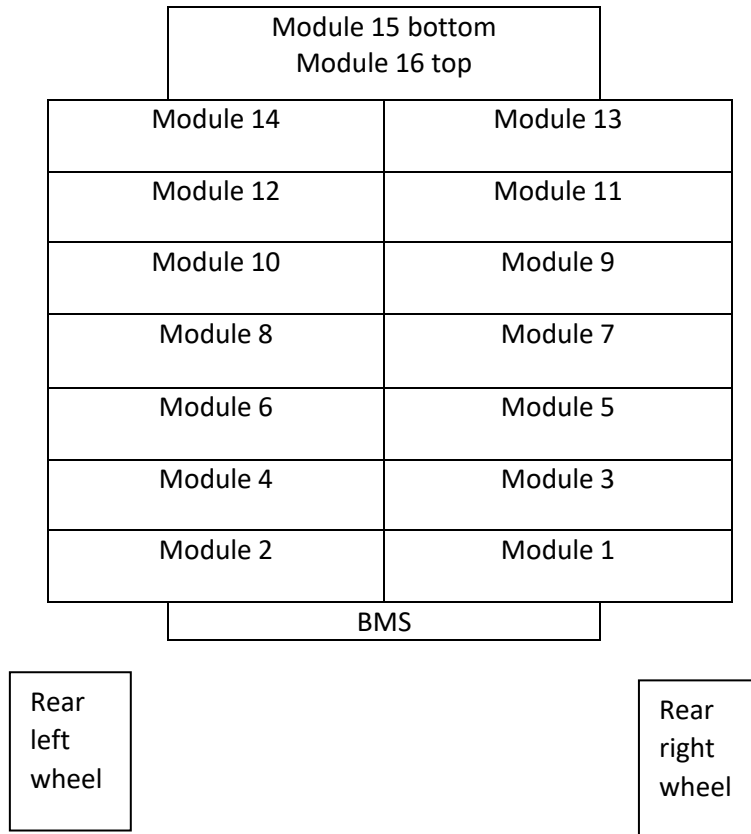 Module 15 bottom
Module 16 top
Module 14
Module 13
Module 12
Module 11
Module 10
Module 9
Module 8
Module 7
Module 6
Module 5
Module 4
Module 3
Module 2
Module 1
BMS
Rear
left
wheel
Rear
right
wheel